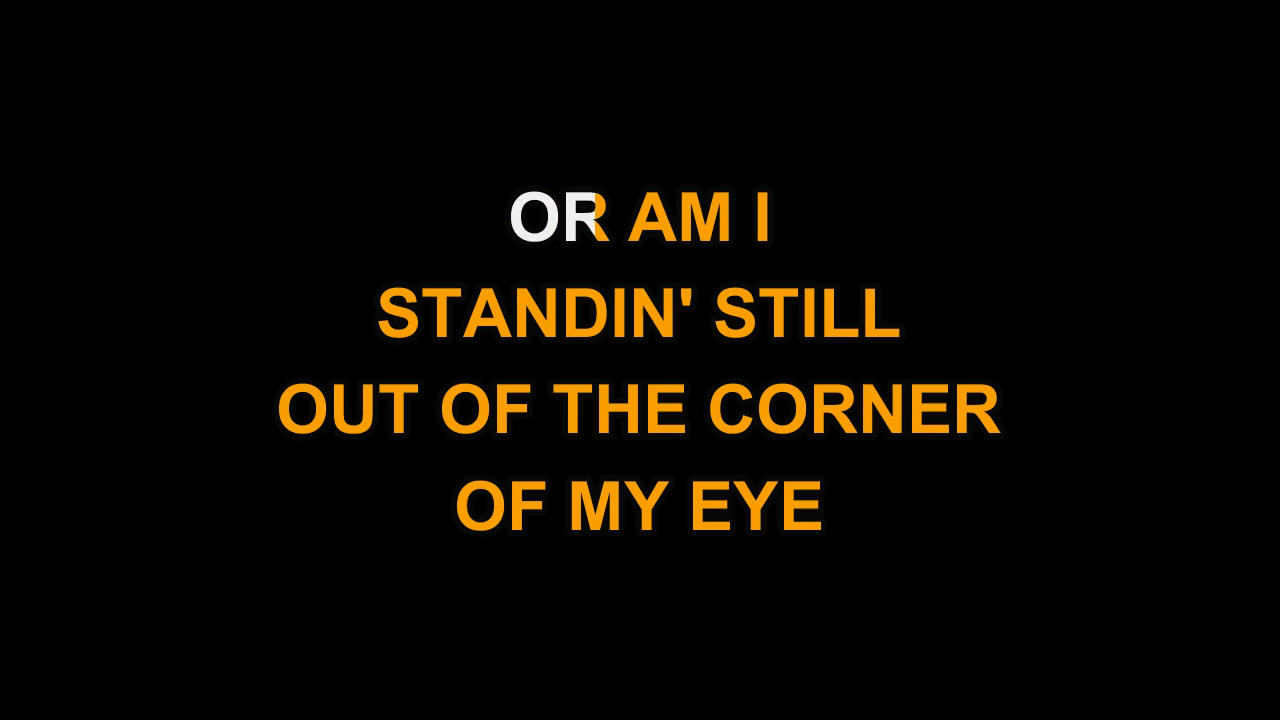 OR AM I
STANDIN' STILL
OUT OF THE CORNER
OF MY EYE